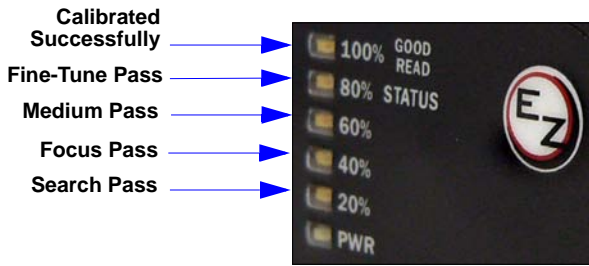 Calibrated
Successfully
Fine-Tune Pass
Medium Pass
Focus Pass
Search Pass
100% GOOD
READ
80% STATUS
60%
40%
20%
PWR
EZ